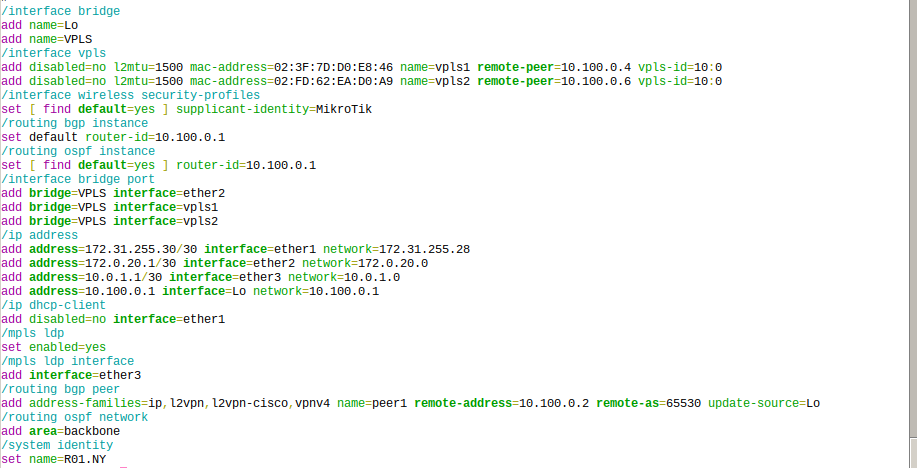 /interface bridge
add name=Lo
add name=VPLS
/interface vpls
add disabled=no l2mtu=1500 mac-address=02:3F:7D:D0:E8:46 name=vpls1 remote-peer=10.100.0.4 vpls-id=10:0
add disabled=no l2mtu=1500 mac-address=02:FD:62:EA:D0:A9 name=vpls2 remote-peer=10.100.0.6 vpls-id=10:0
/interface wireless security-profiles
set [ find default=yes ] supplicant-identity=MikroTik
/routing bgp instance
set default router-id=10.100.0.1
/routing ospf instance
set [ find default=yes ] router-id=10.100.0.1
/interface bridge port
add bridge=VPLS interface=ether2
add bridge=VPLS interface=vpls1
add bridge=VPLS interface=vpls2
/ip address
add address=172.31.255.30/30 interface=ether1 network=172.31.255.28
add address=172.0.20.1/30 interface=ether2 network=172.0.20.0
add address=10.0.1.1/30 interface=ether3 network=10.0.1.0
add address=10.100.0.1 interface=Lo network=10.100.0.1
/ip dhcp-client
add disabled=no interface=ether1
/mpls ldp
set enabled=yes
/mpls ldp interface
add interface=ether3
/routing bgp peer
add address-families=ip,l2vpn,l2vpn-cisco,vpnv4 name=peer1 remote-address=10.100.0.2 remote-as=65530 update-source=Lo
/routing ospf network
add area=backbone
/system identity
set name=R01.NY